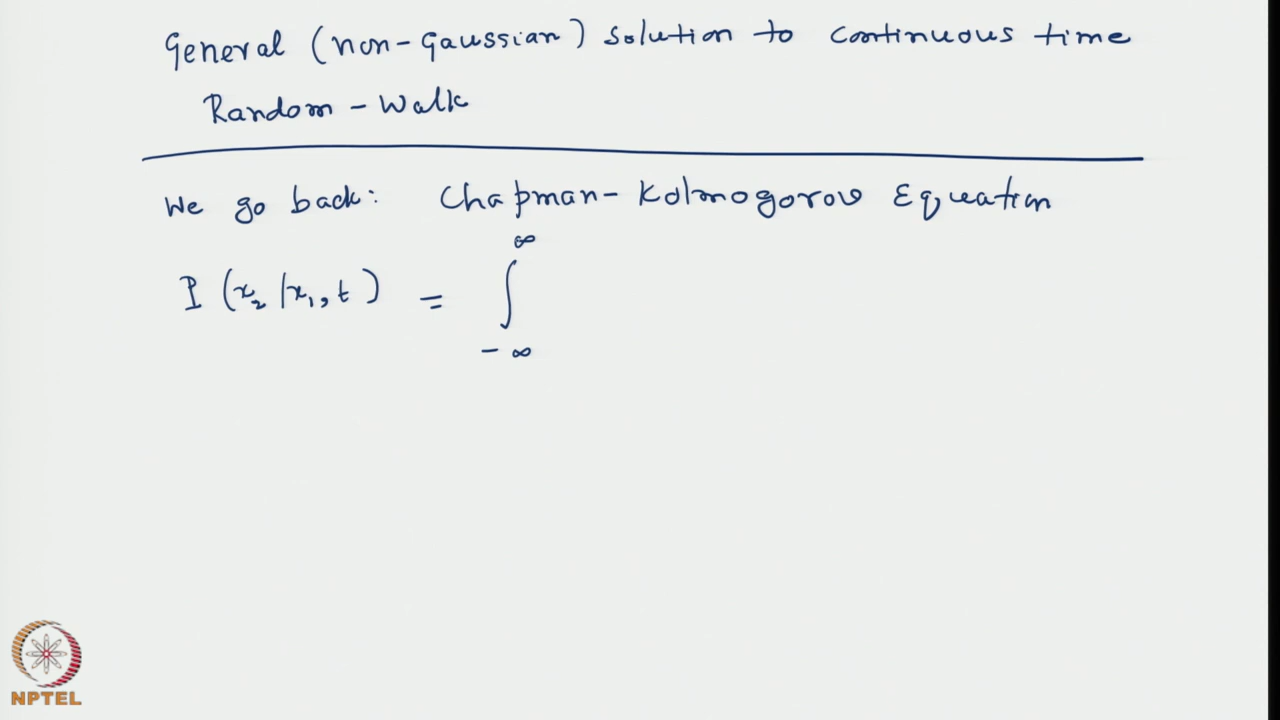 General (non-gaussian) solution to continuous time
Random-Walk
We go back: Chapman-Kolmogorov Equation
P(x₂/x₁,t) = ∫_{-∞}^{∞}
NPTEL